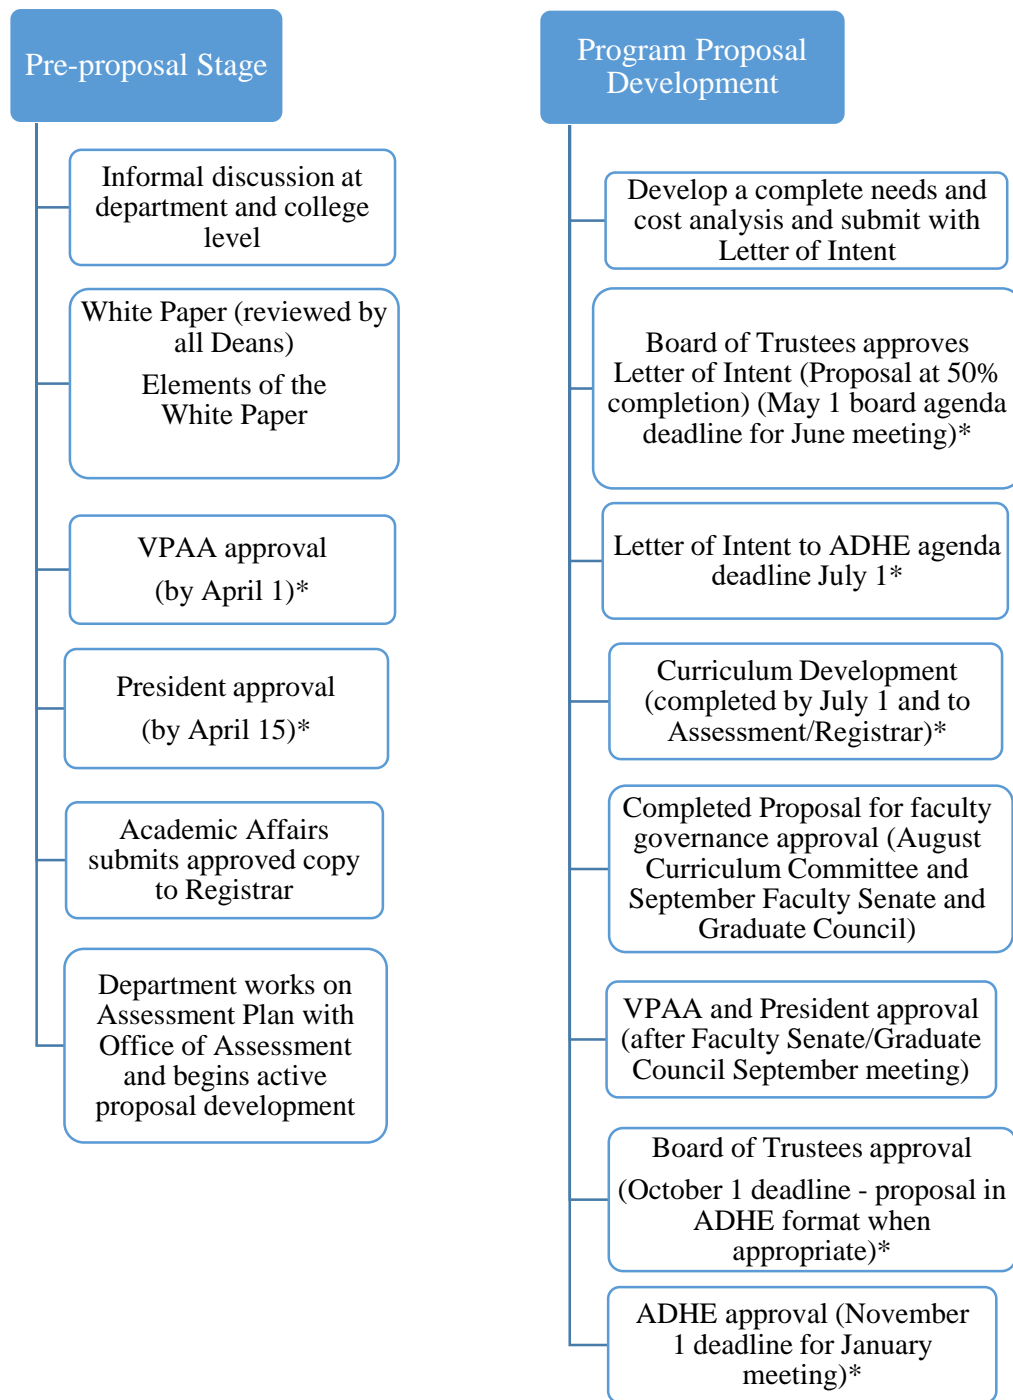 Pre-proposal Stage
Informal discussion at
department and college
level
White Paper (reviewed by
all Deans)
Elements of the
White Paper
VPAA approval
(by April 1)*
President approval
(by April 15)*
Academic Affairs
submits approved copy
to Registrar
Department works on
Assessment Plan with
Office of Assessment
and begins active
proposal development
Program Proposal
Development
Develop a complete needs and
cost analysis and submit with
Letter of Intent
Board of Trustees approves
Letter of Intent (Proposal at 50%
completion) (May 1 board agenda
deadline for June meeting)*
Letter of Intent to ADHE agenda
deadline July 1*
Curriculum Development
(completed by July 1 and to
Assessment/Registrar)*
Completed Proposal for faculty
governance approval (August
Curriculum Committee and
September Faculty Senate and
Graduate Council)
VPAA and President approval
(after Faculty Senate/Graduate
Council September meeting)
Board of Trustees approval
(October 1 deadline - proposal in
ADHE format when
appropriate)*
ADHE approval (November
1 deadline for January
meeting)*